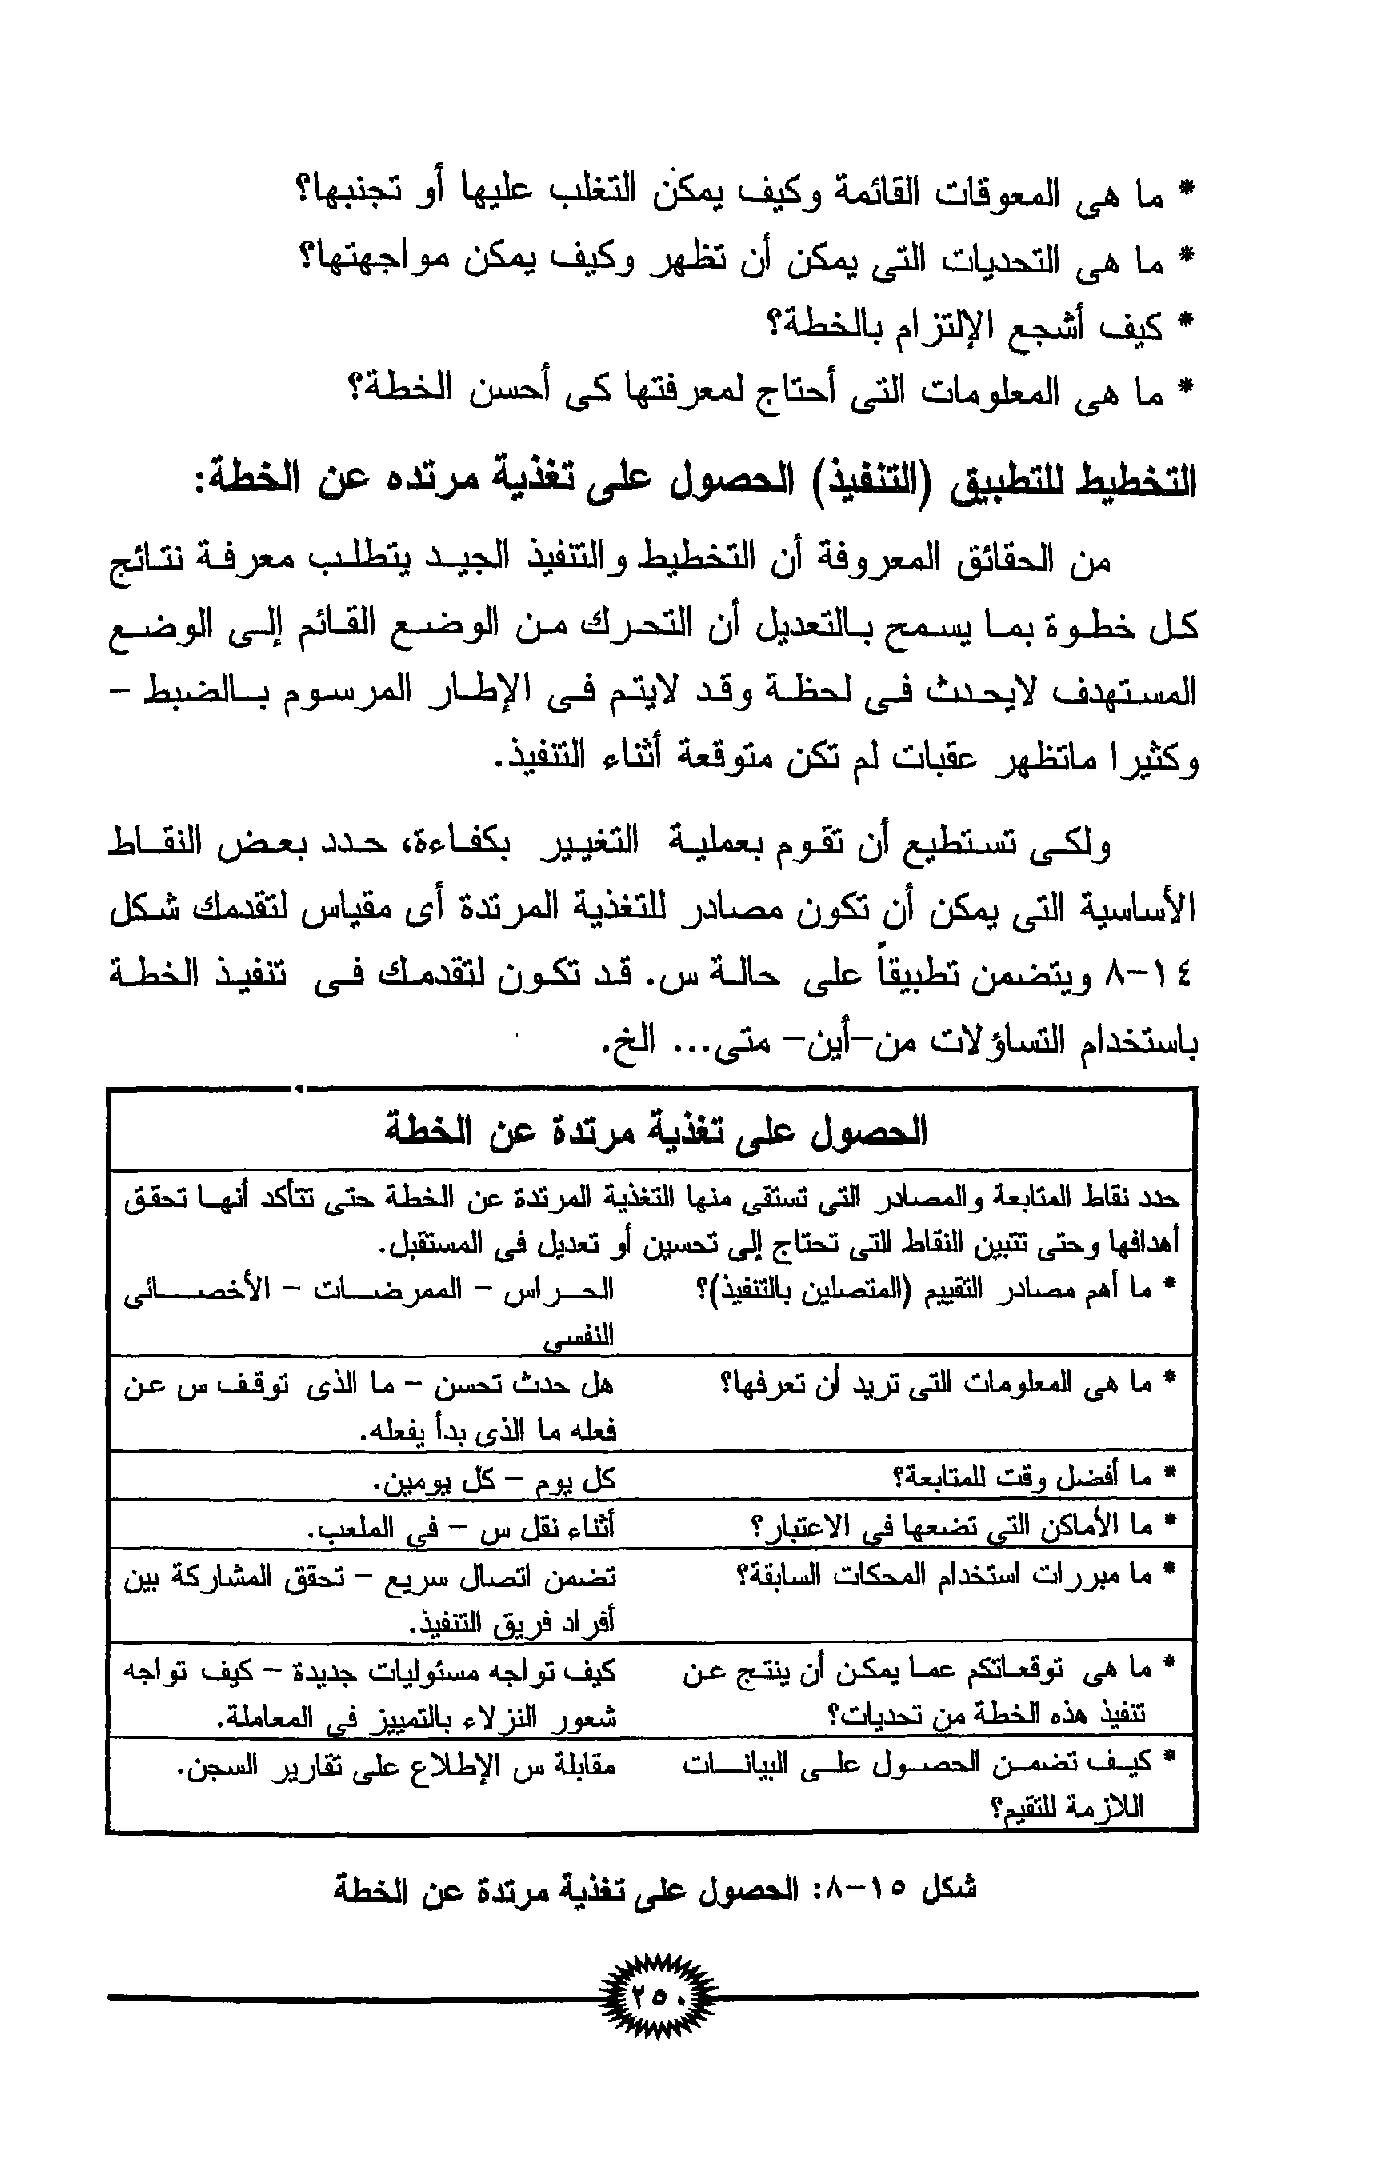 * ما هى المعوقات القائمة وكيف يمكن التغلب عليها أو تجنبها؟
* ما هى التحديات التى يمكن أن تظهر وكيف يمكن مواجهتها؟
* كيف أشجع الإلتزام بالخطة؟
* ما هى المعلومات التى أحتاج لمعرفتها كى أحسن الخطة؟
التخطيط للتطبيق (التنفيذ) الحصول على تغذية مرتده عن الخطة:
من الحقائق المعروفة أن التخطيط والتنفيذ الجيد يتطلب معرفة نتائج
كل خطوة بما يسمح بالتعديل أن التحرك من الوضع القائم إلى الوضع
المستهدف لايحدث فى لحظة وقد لايتم فى الإطار المرسوم بالضبط -
وكثيرا ماتظهر عقبات لم تكن متوقعة أثناء التنفيذ.
ولكى تستطيع أن تقوم بعملية التغيير بكفاءة، حدد بعض النقاط
الأساسية التى يمكن أن تكون مصادر للتغذية المرتدة أى مقياس لتقدمك شكل
١٤-٨ ويتضمن تطبيقاً على حالة س. قد تكون لتقدمك فى تنفيذ الخطة
باستخدام التساؤلات من-أين- متى... الخ.
الحصول على تغذية مرتدة عن الخطة
حدد نقاط المتابعة والمصادر التى تستقى منها التغذية المرتدة عن الخطة حتى تتأكد أنها تحقق
أهدافها وحتى تتبين النقاط التى تحتاج إلى تحسين أو تعديل فى المستقبل.
* ما أهم مصادر التقييم (المتصلين بالتنفيذ)؟ الحراس - الممرضات - الأخصائى
النفسى
* ما هى المعلومات التى تريد أن تعرفها؟ هل حدث تحسن - ما الذى توقف س عن
فعله ما الذى بدأ يفعله.
* ما أفضل وقت للمتابعة؟ كل يوم - كل يومين.
* ما الأماكن التى تضعها فى الاعتبار؟ أثناء نقل س - فى الملعب.
* ما مبررات استخدام المحكات السابقة؟ تضمن اتصال سريع - تحقق المشاركة بين
أفراد فريق التنفيذ.
* ما هى توقعاتكم عما يمكن أن ينتج عن كيف تواجه مسئوليات جديدة - كيف تواجه
تنفيذ هذه الخطة من تحديات؟ شعور النزلاء بالتمييز فى المعاملة.
* كيف تضمن الحصول على البيانات مقابلة س الإطلاع على تقارير السجن.
اللازمة للتقيم؟
شكل ١٥-٨: الحصول على تغذية مرتدة عن الخطة
٢٥٠